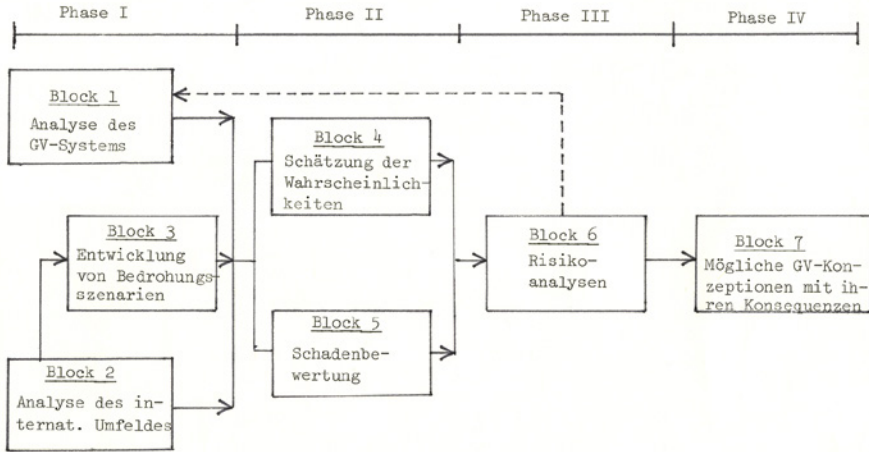 Phase I
Phase II
Phase III
Phase IV
Block 1
Analyse des
GV-Systems
Block 2
Analyse des in-
ternat. Umfeldes
Block 3
Entwicklung
von Bedrohungs-
szenarien
Block 4
Schätzung der
Wahrscheinlich-
keiten
Block 5
Schadenbe-
wertung
Block 6
Risiko-
analysen
Block 7
Mögliche GV-Kon-
zeptionen mit ih-
ren Konsequenzen